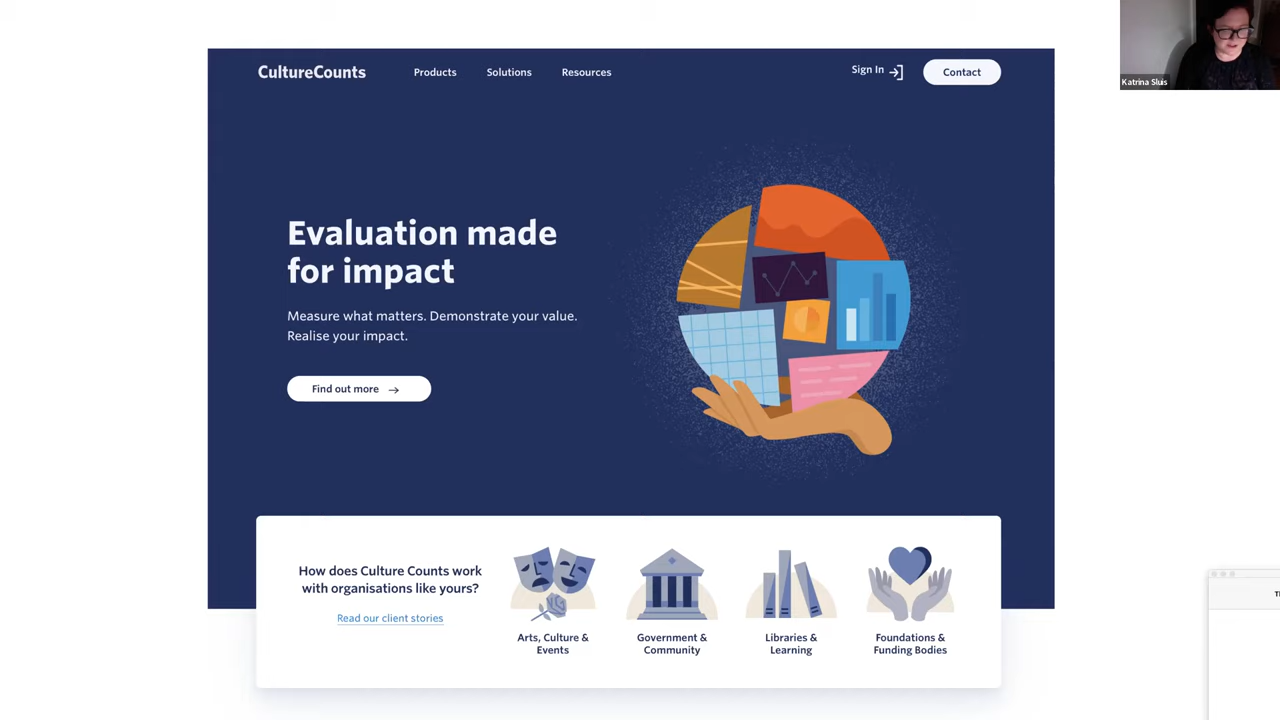 CultureCounts
Products
Solutions
Resources
Sign In
Contact
Katrina Sluis
Evaluation made
for impact
Measure what matters. Demonstrate your value.
Realise your impact.
Find out more
How does Culture Counts work
with organisations like yours?
Read our client stories
Arts, Culture &
Events
Government &
Community
Libraries &
Learning
Foundations &
Funding Bodies